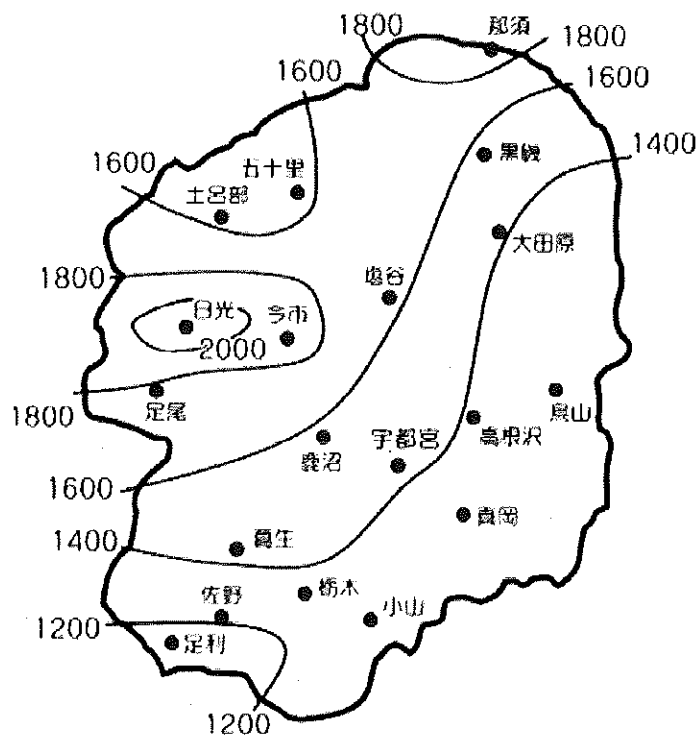 1800
那須
1800
1600
1600
黒磯
1400
1600
五十里
土呂部
大田原
1800
塩谷
日光
今市
2000
1800
足尾
烏山
高根沢
鹿沼
宇都宮
1600
真岡
1400
葛生
栃木
佐野
小山
1200
足利
1200